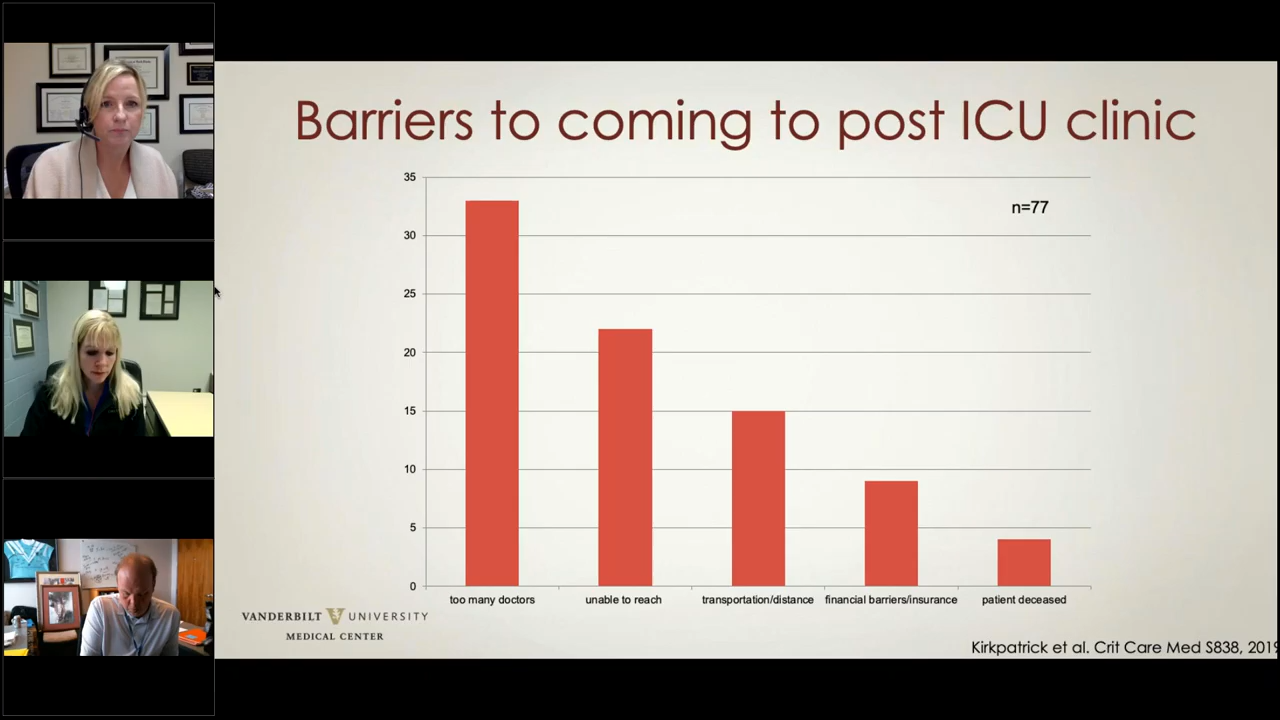 Barriers to coming to post ICU clinic
35
n=77
30
25
20
15
10
5
0
too many doctors
unable to reach
transportation/distance
financial barriers/insurance
patient deceased
VANDERBILT UNIVERSITY
MEDICAL CENTER
Kirkpatrick et al. Crit Care Med S838, 2019